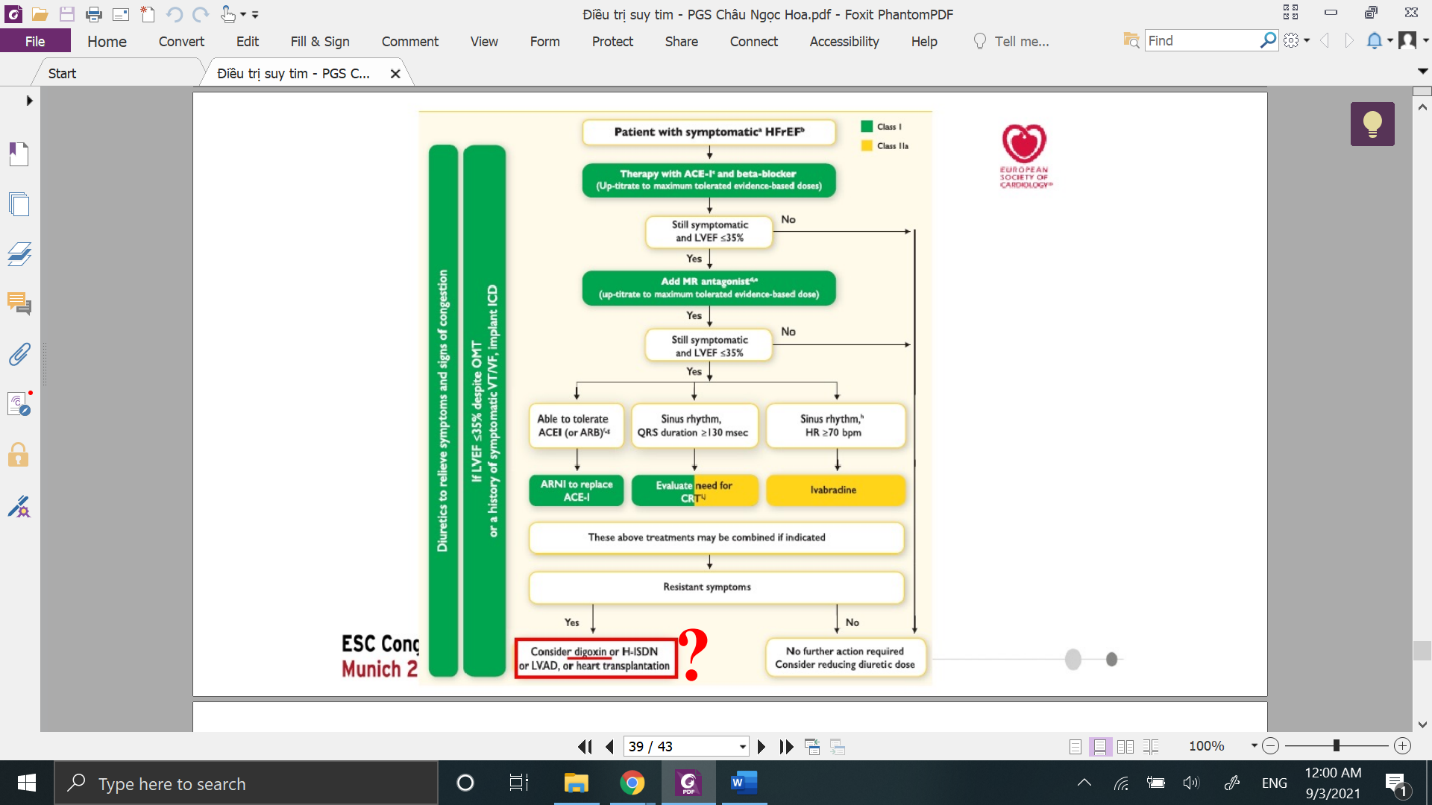 Điều trị suy tim - PGS Châu Ngọc Hoa.pdf - Foxit PhantomPDF
File
Home
Convert
Edit
Fill & Sign
Comment
View
Form
Protect
Share
Connect
Accessibility
Help
Tell me...
Find
Start
Điều trị suy tim - PGS C...
Patient with symptomaticᵃ HFrEFᵇ
Class I
Class IIa
EUROPEAN
SOCIETY OF
CARDIOLOGY
Therapy with ACE-Iᶜ and beta-blocker
(Up-titrate to maximum tolerated evidence-based doses)
Still symptomatic
and LVEF ≤35%
No
Yes
Add MR antagonistᵈ,ᵉ
(up-titrate to maximum tolerated evidence-based dose)
Yes
Still symptomatic
and LVEF ≤35%
No
Yes
Diuretics to relieve symptoms and signs of congestion
If LVEF ≤35% despite OMT
or a history of symptomatic VT/VF, implant ICD
Able to tolerate
ACEI (or ARB)ᶠ,ᵍ
Sinus rhythm,
QRS duration ≥130 msec
Sinus rhythm,ʰ
HR ≥70 bpm
ARNI to replace
ACE-I
Evaluate need for
CRTⁱ,ʲ
Ivabradine
These above treatments may be combined if indicated
Resistant symptoms
Yes
No
Consider digoxin or H-ISDN
or LVAD, or heart transplantation
?
No further action required
Consider reducing diuretic dose
ESC Cong
Munich 2
39 / 43
100%
Type here to search
ENG
12:00 AM
9/3/2021
1